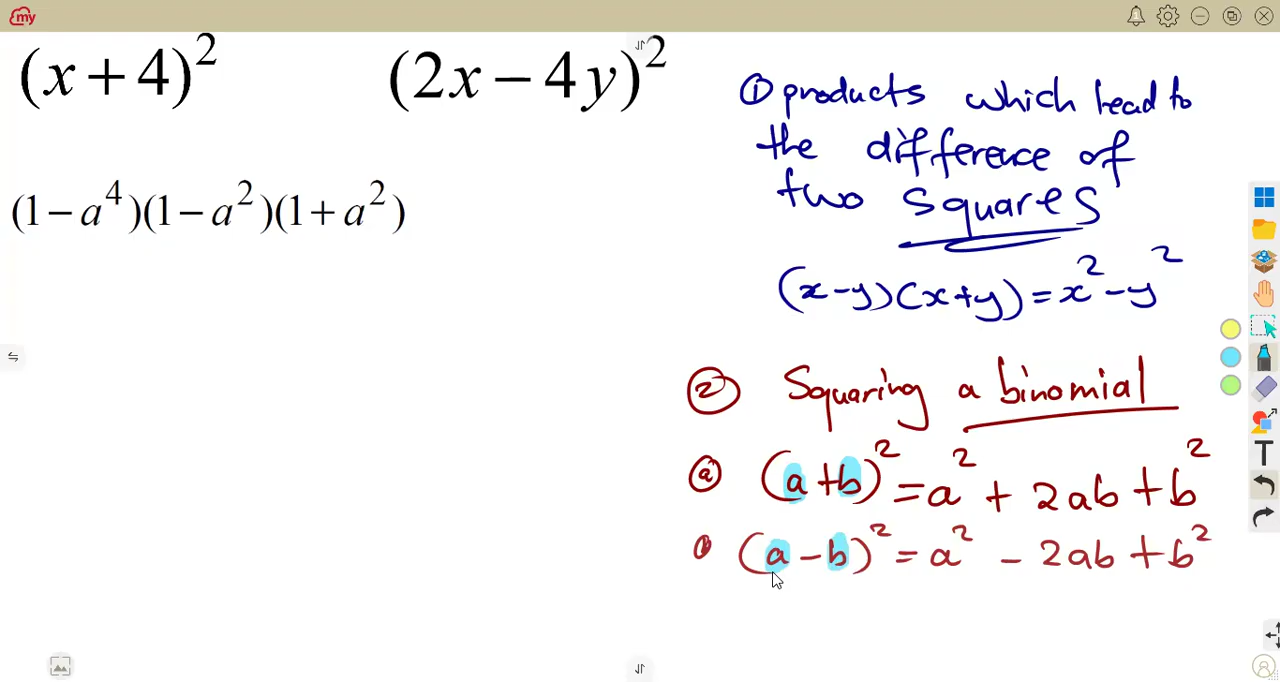 my
(x + 4)²
(2x − 4y)²
(1 − a⁴)(1 − a²)(1 + a²)
① products which lead to
the difference of
two squares
(x − y)(x + y) = x² − y²
② Squaring a binomial
ⓐ (a + b)² = a² + 2ab + b²
ⓑ (a − b)² = a² − 2ab + b²
T